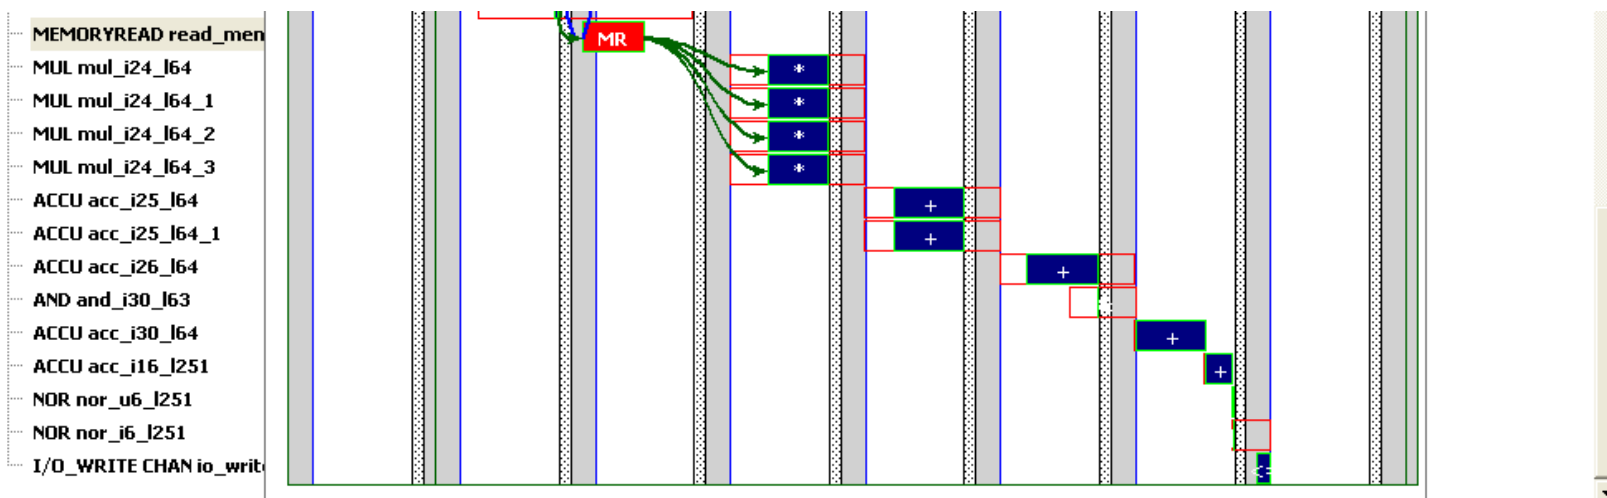 MEMORYREAD read_men
MR
MUL mul_i24_l64
*
MUL mul_i24_l64_1
*
MUL mul_i24_l64_2
*
MUL mul_i24_l64_3
*
ACCU acc_i25_l64
+
ACCU acc_i25_l64_1
+
ACCU acc_i26_l64
+
AND and_i30_l63
ACCU acc_i30_l64
+
ACCU acc_i16_l251
+
NOR nor_u6_l251
NOR nor_i6_l251
I/O_WRITE CHAN io_write